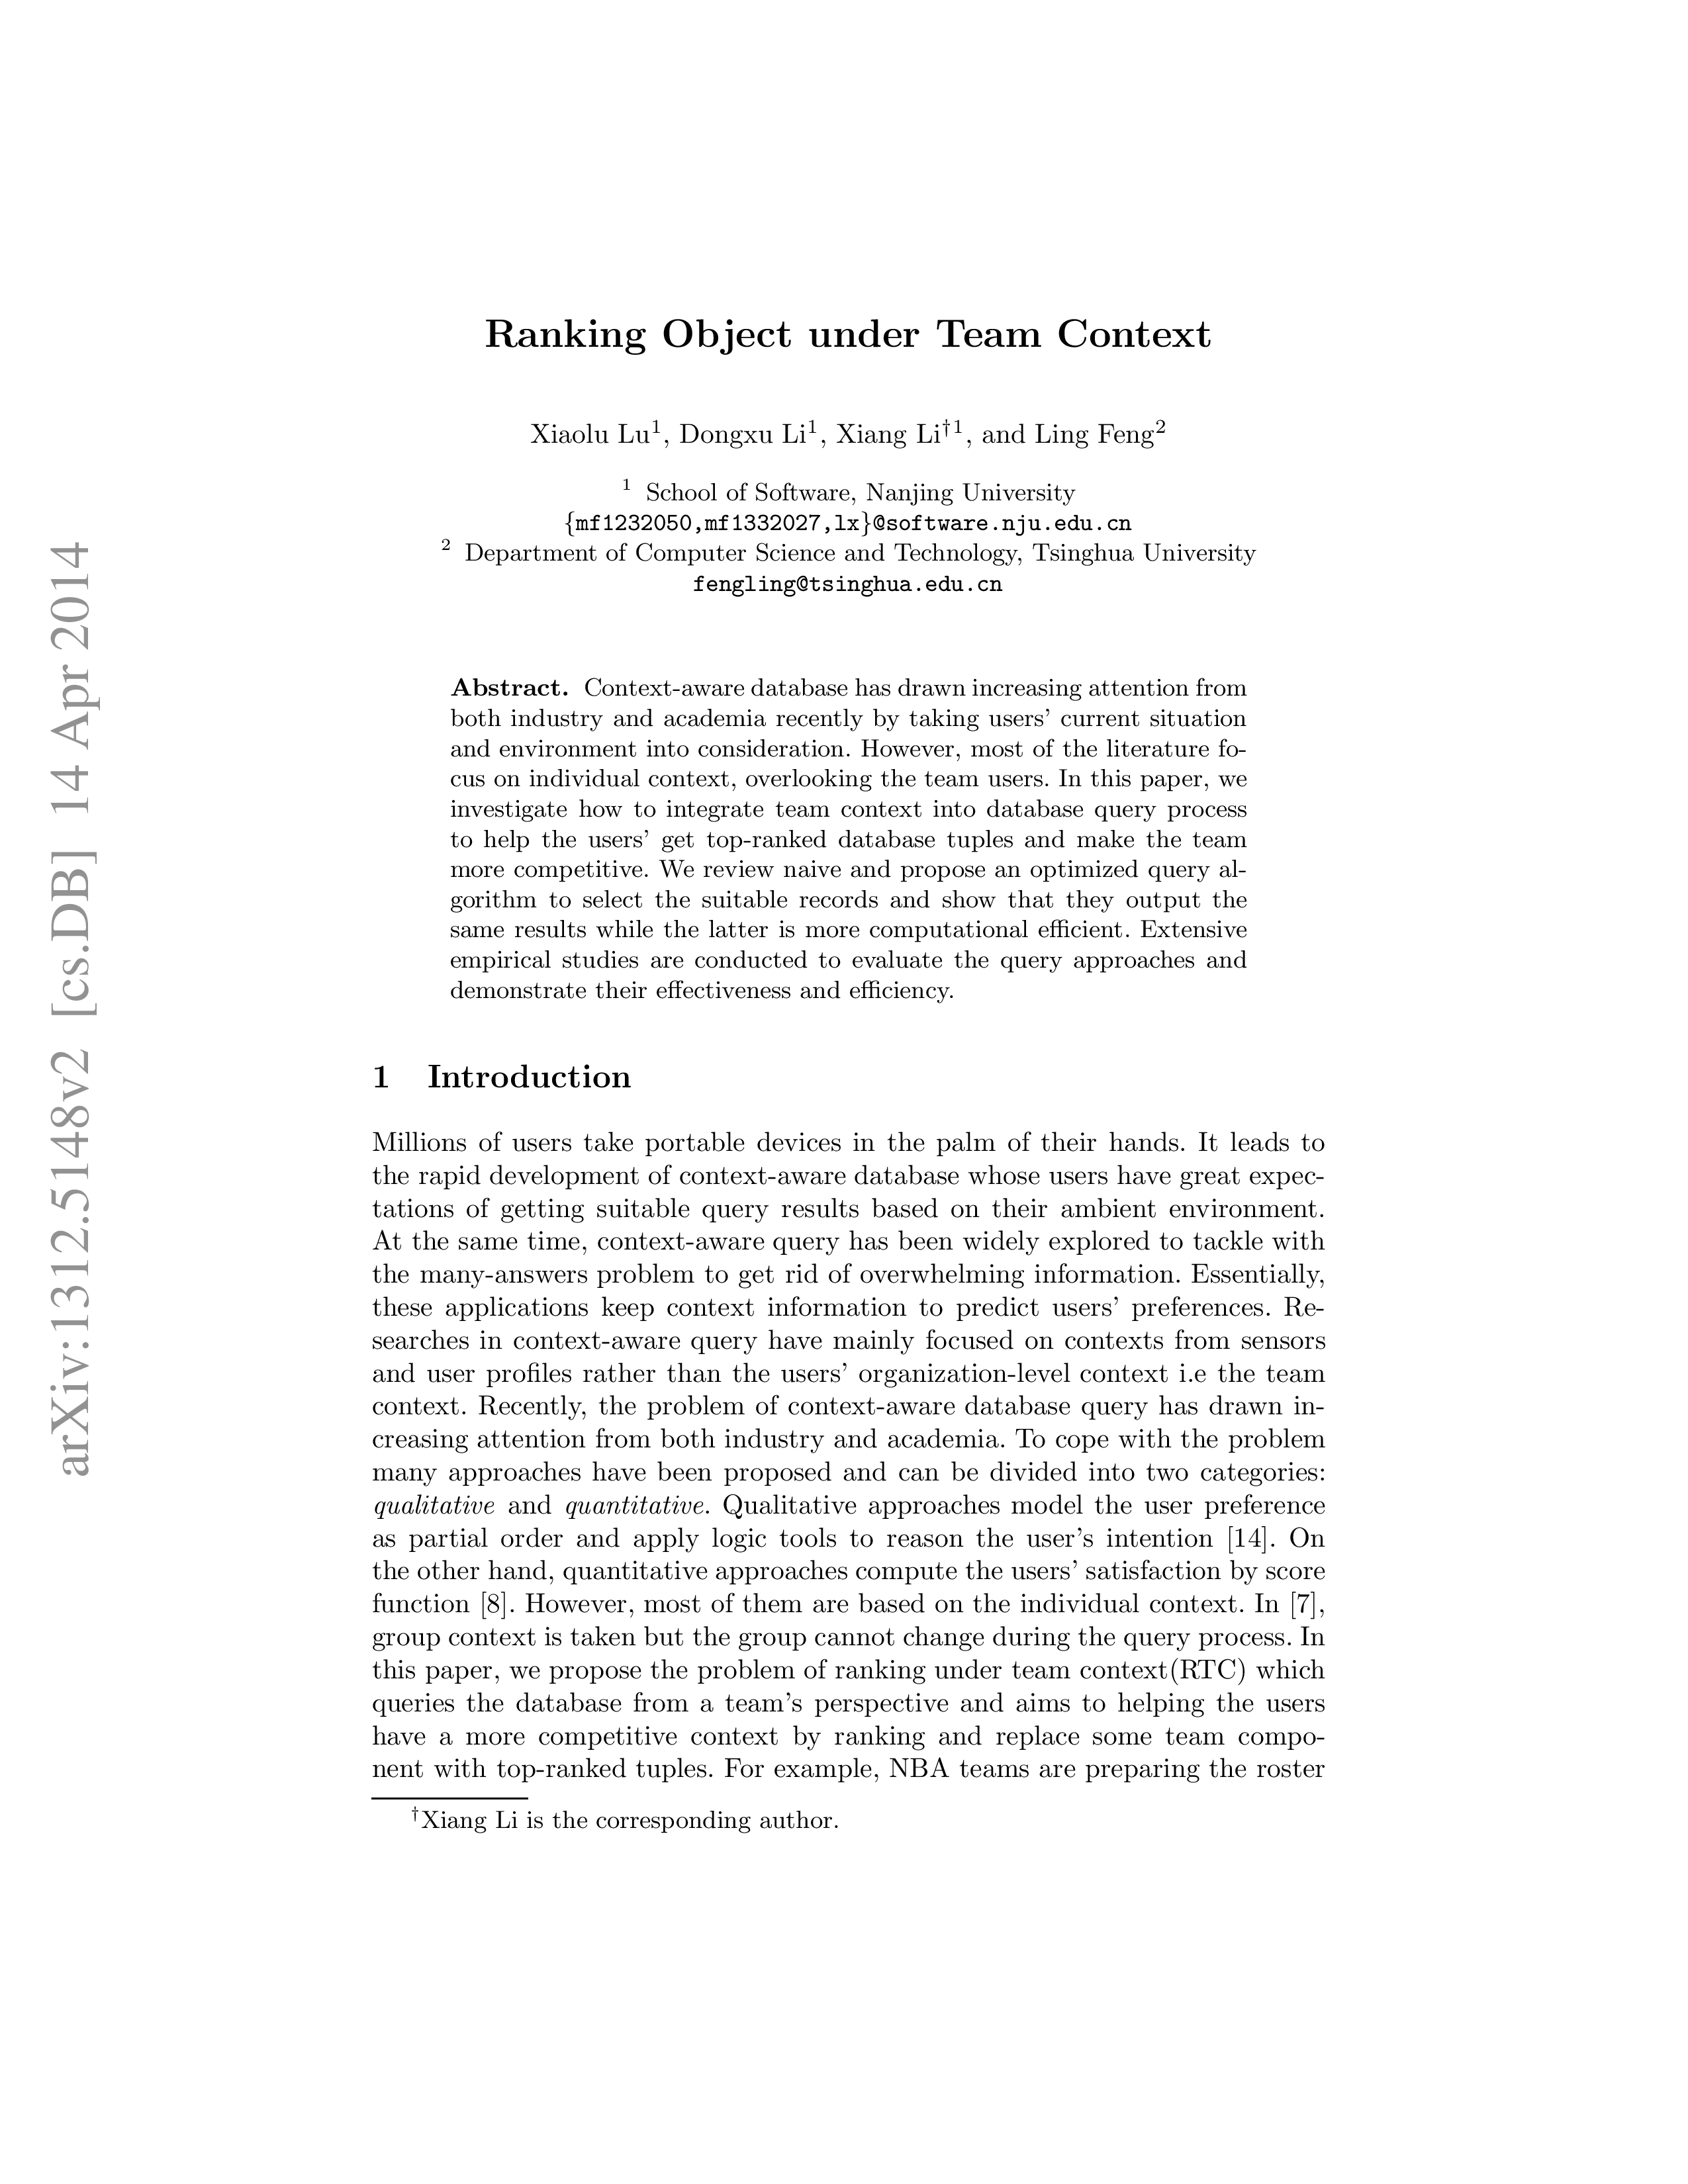 Ranking Object under Team Context
Xiaolu Lu1, Dongxu Li1, Xiang Li†1, and Ling Feng2
1 School of Software, Nanjing University
{mf1232050,mf1332027,lx}@software.nju.edu.cn
2 Department of Computer Science and Technology, Tsinghua University
fengling@tsinghua.edu.cn
Abstract. Context-aware database has drawn increasing attention from
both industry and academia recently by taking users' current situation
and environment into consideration. However, most of the literature fo-
cus on individual context, overlooking the team users. In this paper, we
investigate how to integrate team context into database query process
to help the users' get top-ranked database tuples and make the team
more competitive. We review naive and propose an optimized query al-
gorithm to select the suitable records and show that they output the
same results while the latter is more computational efficient. Extensive
empirical studies are conducted to evaluate the query approaches and
demonstrate their effectiveness and efficiency.
1 Introduction
Millions of users take portable devices in the palm of their hands. It leads to
the rapid development of context-aware database whose users have great expec-
tations of getting suitable query results based on their ambient environment.
At the same time, context-aware query has been widely explored to tackle with
the many-answers problem to get rid of overwhelming information. Essentially,
these applications keep context information to predict users' preferences. Re-
searches in context-aware query have mainly focused on contexts from sensors
and user profiles rather than the users' organization-level context i.e the team
context. Recently, the problem of context-aware database query has drawn in-
creasing attention from both industry and academia. To cope with the problem
many approaches have been proposed and can be divided into two categories:
qualitative and quantitative. Qualitative approaches model the user preference
as partial order and apply logic tools to reason the user's intention [14]. On
the other hand, quantitative approaches compute the users' satisfaction by score
function [8]. However, most of them are based on the individual context. In [7],
group context is taken but the group cannot change during the query process. In
this paper, we propose the problem of ranking under team context(RTC) which
queries the database from a team's perspective and aims to helping the users
have a more competitive context by ranking and replace some team compo-
nent with top-ranked tuples. For example, NBA teams are preparing the roster
†Xiang Li is the corresponding author.
arXiv:1312.5148v2 [cs.DB] 14 Apr 2014